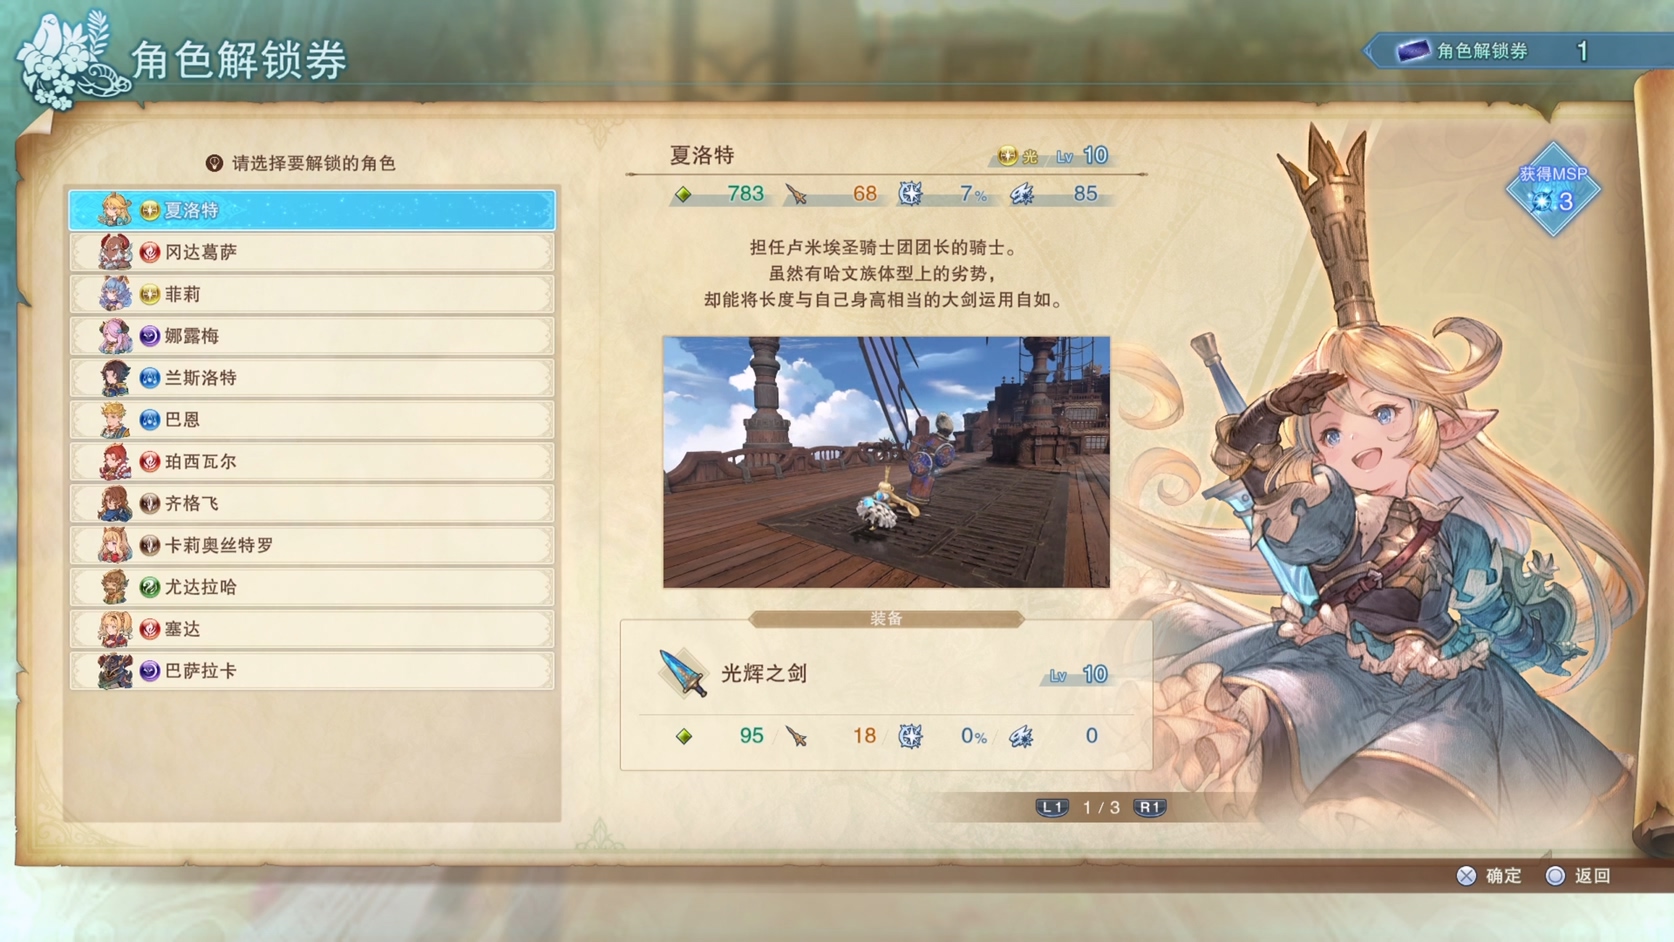 角色解锁券
角色解锁券 1
请选择要解锁的角色
夏洛特
冈达葛萨
菲莉
娜露梅
兰斯洛特
巴恩
珀西瓦尔
齐格飞
卡莉奥丝特罗
尤达拉哈
塞达
巴萨拉卡
夏洛特 光 Lv 10
783 68 7% 85
担任卢米埃圣骑士团团长的骑士。
虽然有哈文族体型上的劣势，
却能将长度与自己身高相当的大剑运用自如。
装备
光辉之剑 Lv 10
95 18 0% 0
L1 1 / 3 R1
获得MSP
3
确定 返回